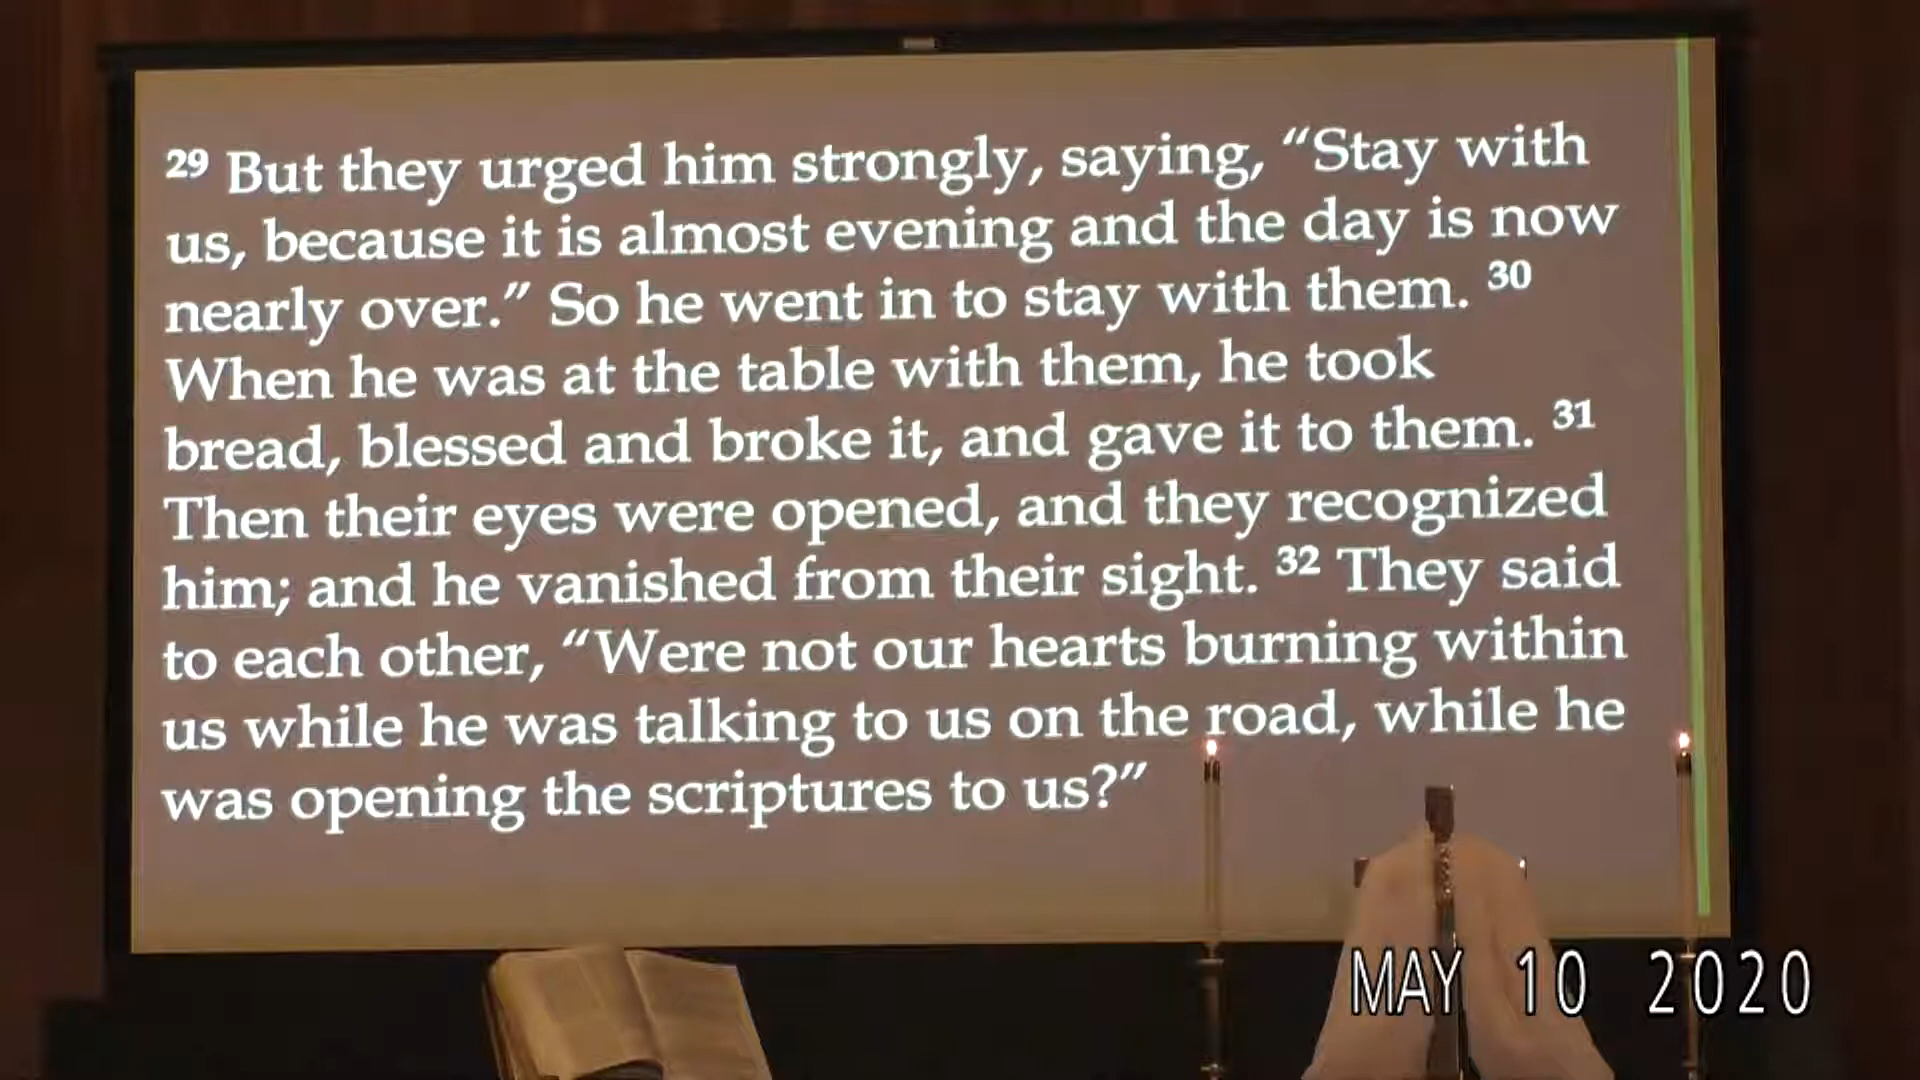 29 But they urged him strongly, saying, “Stay with
us, because it is almost evening and the day is now
nearly over.” So he went in to stay with them. 30
When he was at the table with them, he took
bread, blessed and broke it, and gave it to them. 31
Then their eyes were opened, and they recognized
him; and he vanished from their sight. 32 They said
to each other, “Were not our hearts burning within
us while he was talking to us on the road, while he
was opening the scriptures to us?”
MAY 10 2020